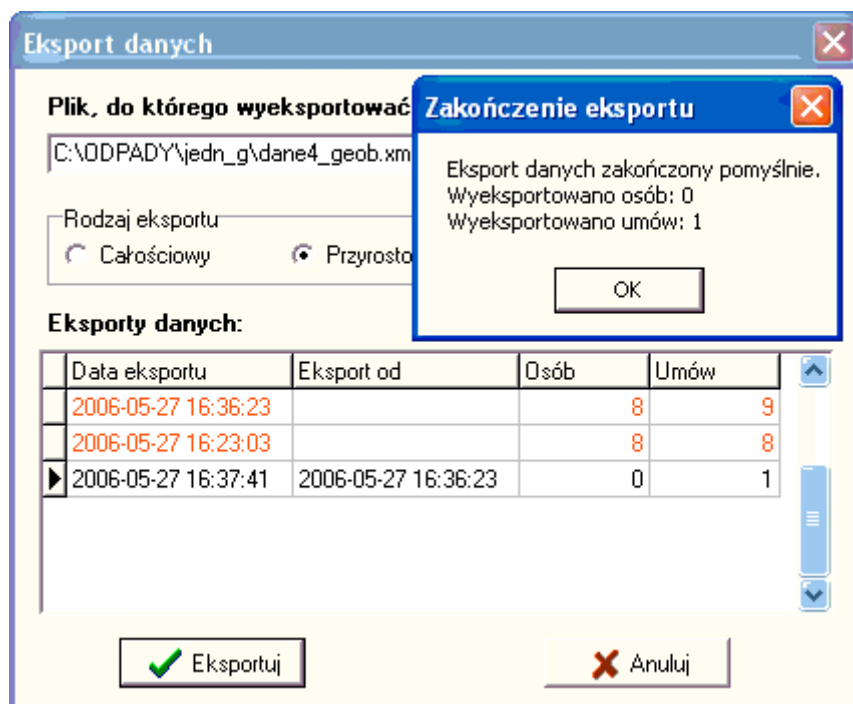 Eksport danych
Plik, do którego wyeksportować
C:\ODPADY\jedn_g\dane4_geob.xm
Rodzaj eksportu
Całościowy Przyrosto
Zakończenie eksportu
Eksport danych zakończony pomyślnie.
Wyeksportowano osób: 0
Wyeksportowano umów: 1
OK
Eksporty danych:
Data eksportu Eksport od Osób Umów
2006-05-27 16:36:23 8 9
2006-05-27 16:23:03 8 8
2006-05-27 16:37:41 2006-05-27 16:36:23 0 1
Eksportuj Anuluj